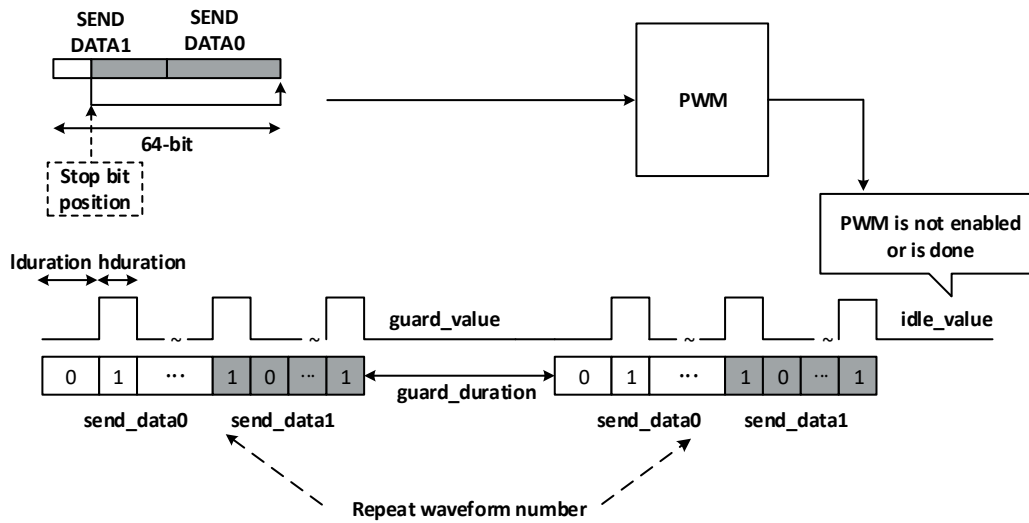 SEND
DATA1
SEND
DATA0
64-bit
Stop bit
position
PWM
PWM is not enabled
or is done
lduration hduration
guard_value
idle_value
~ ~ ~ ~
0 1 ... 1 0 ... 1
guard_duration
0 1 ... 1 0 ... 1
send_data0 send_data1
send_data0 send_data1
Repeat waveform number